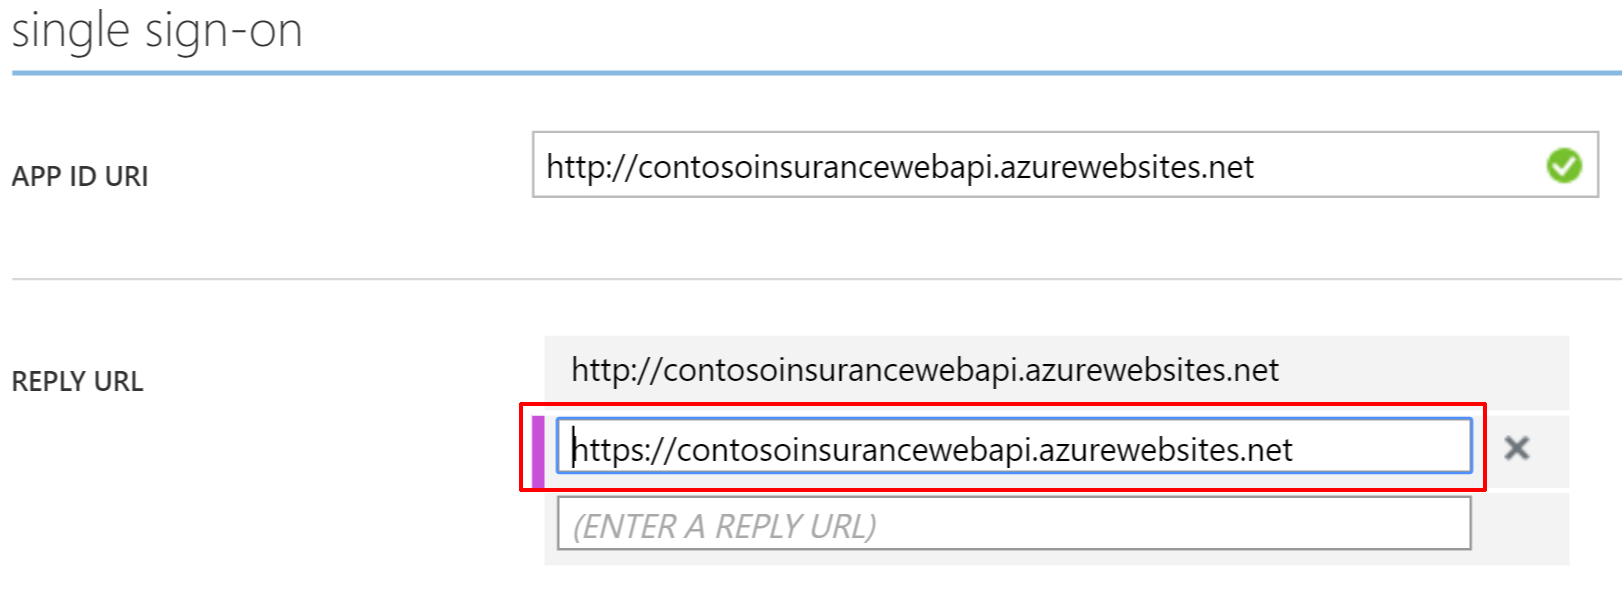 single sign-on
APP ID URI
http://contosoinsurancewebapi.azurewebsites.net
REPLY URL
http://contosoinsurancewebapi.azurewebsites.net
https://contosoinsurancewebapi.azurewebsites.net
(ENTER A REPLY URL)